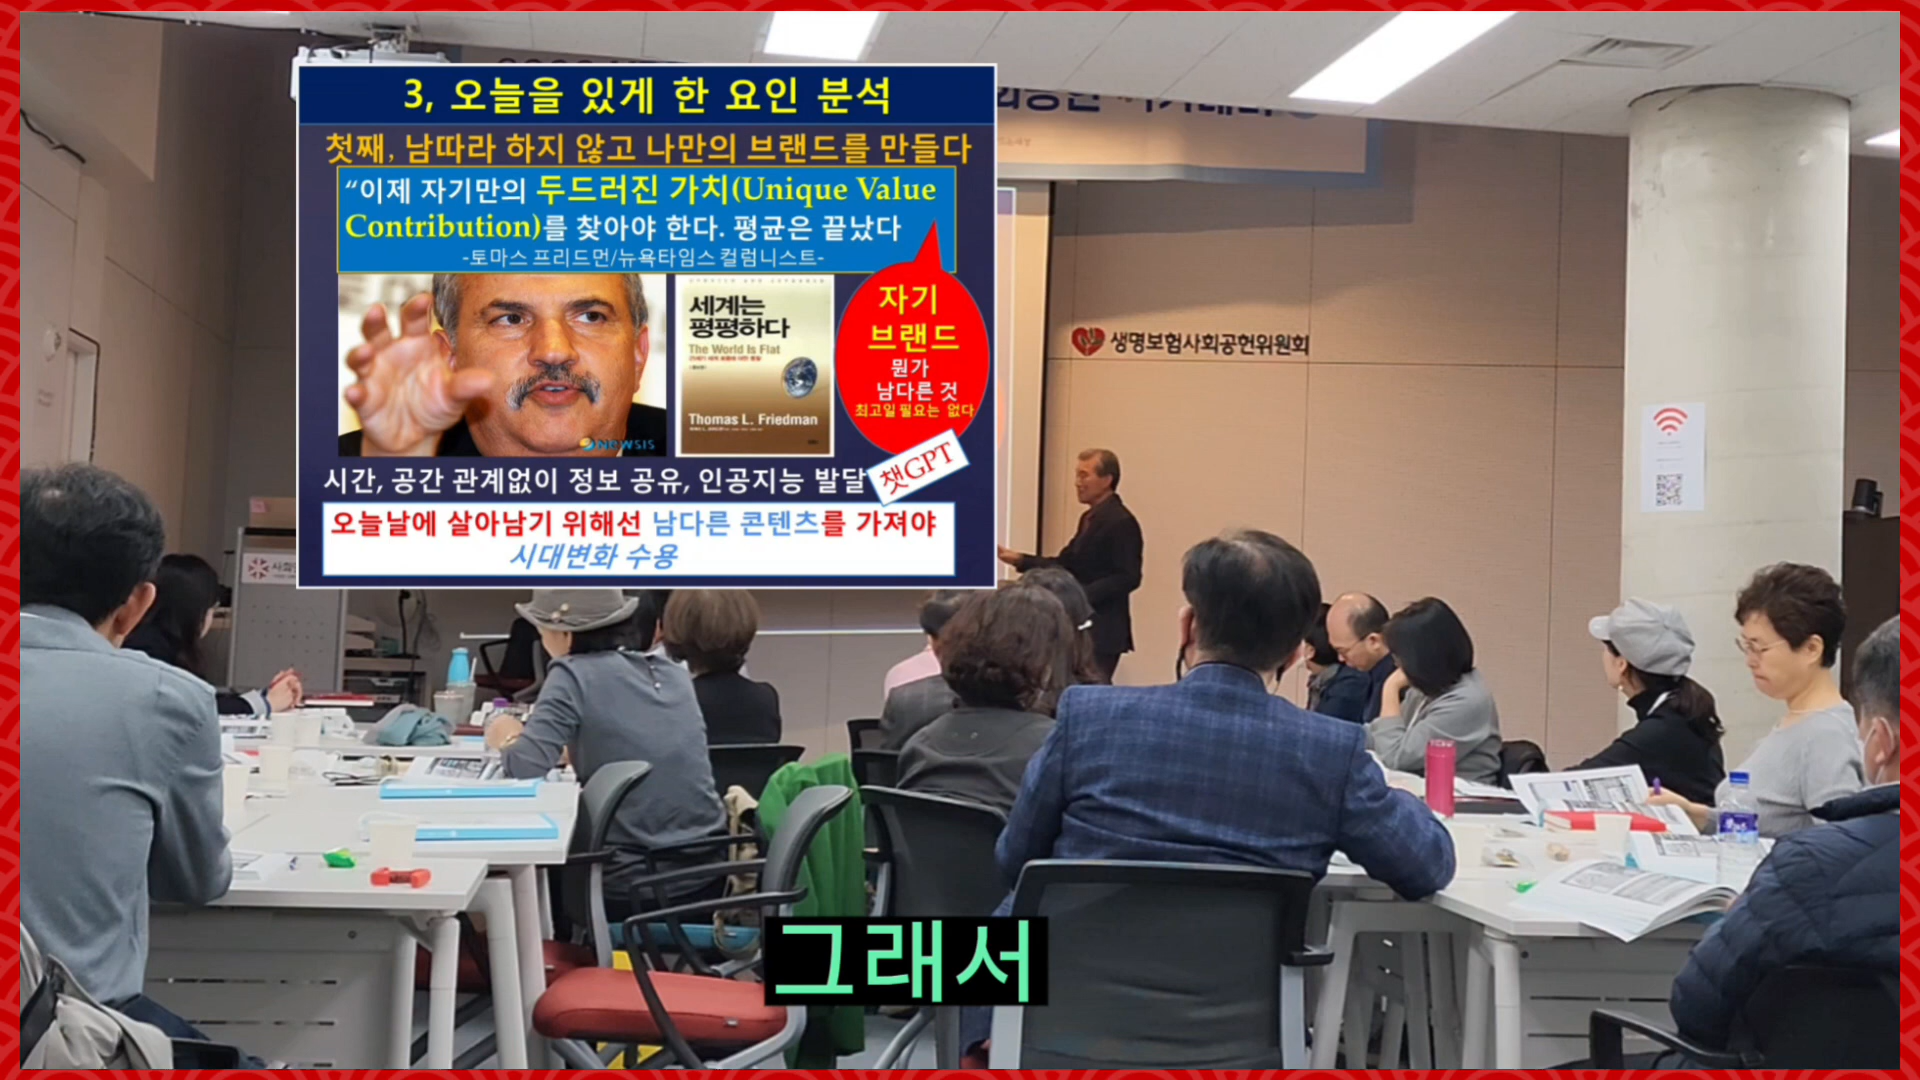 3, 오늘을 있게 한 요인 분석
첫째, 남따라 하지 않고 나만의 브랜드를 만들다
“이제 자기만의 두드러진 가치(Unique Value
Contribution)를 찾아야 한다. 평균은 끝났다
-토마스 프리드먼/뉴욕타임스 컬럼니스트-
세계는
평평하다
The World Is Flat
Thomas L. Friedman
NEWSIS
자기
브랜드
뭔가
남다른 것
최고일 필요는 없다
시간, 공간 관계없이 정보 공유, 인공지능 발달
챗GPT
오늘날에 살아남기 위해선 남다른 콘텐츠를 가져야
시대변화 수용
생명보험사회공헌위원회
그래서